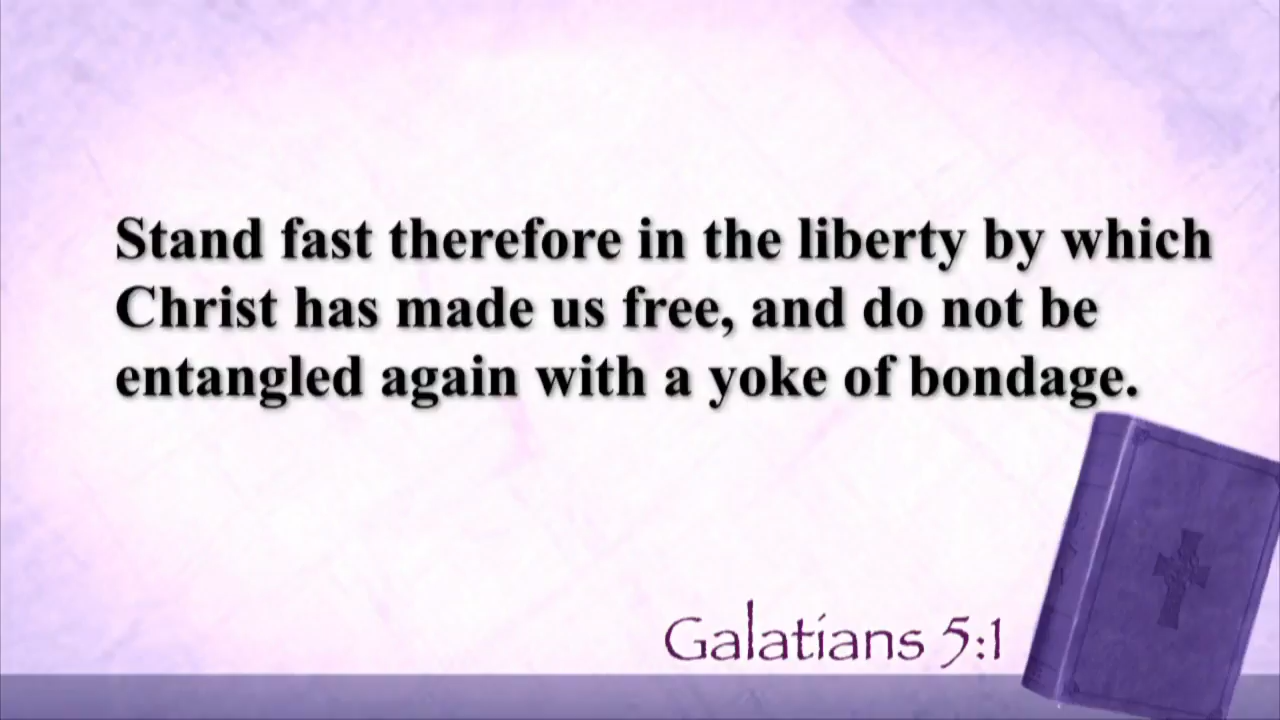 Stand fast therefore in the liberty by which
Christ has made us free, and do not be
entangled again with a yoke of bondage.
Galatians 5:1